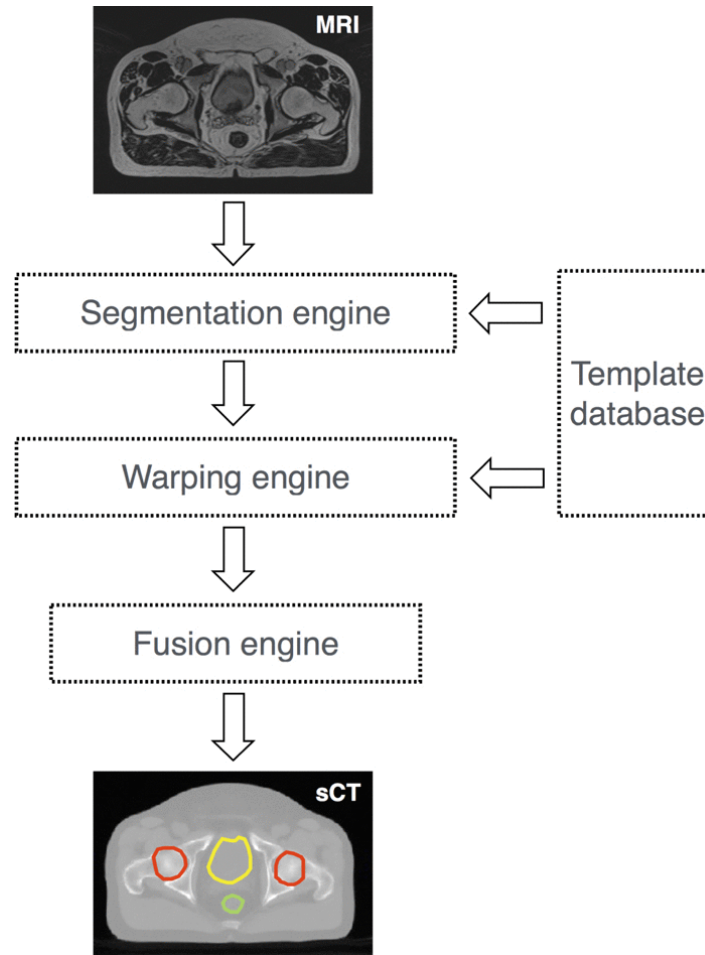 MRI
Segmentation engine
Template
database
Warping engine
Fusion engine
sCT